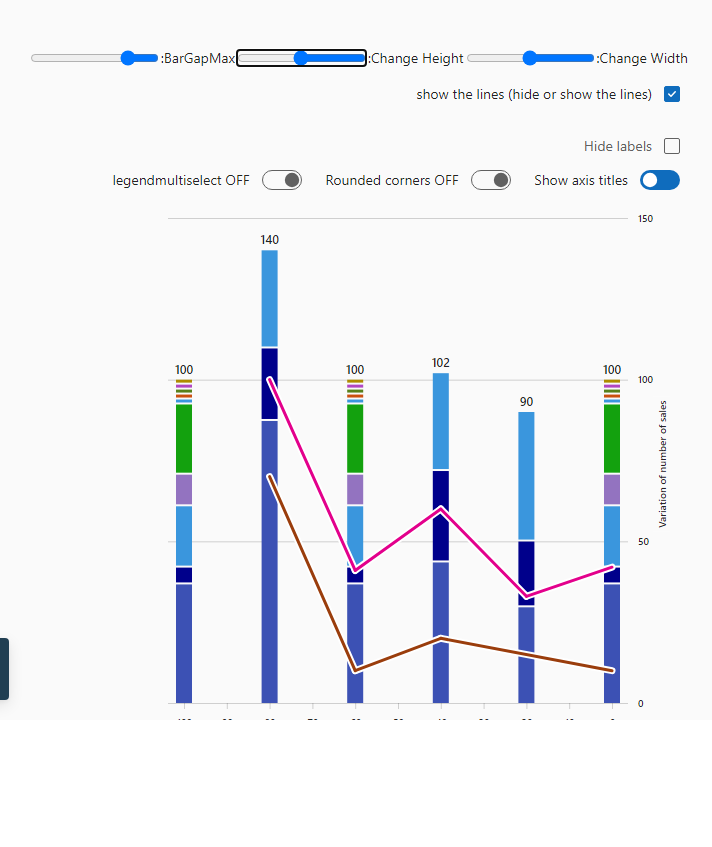 :BarGapMax :Change Height :Change Width
show the lines (hide or show the lines)
Hide labels
legendmultiselect OFF Rounded corners OFF Show axis titles
150
140
100 100 102 100
100
90
Variation of number of sales
50
0